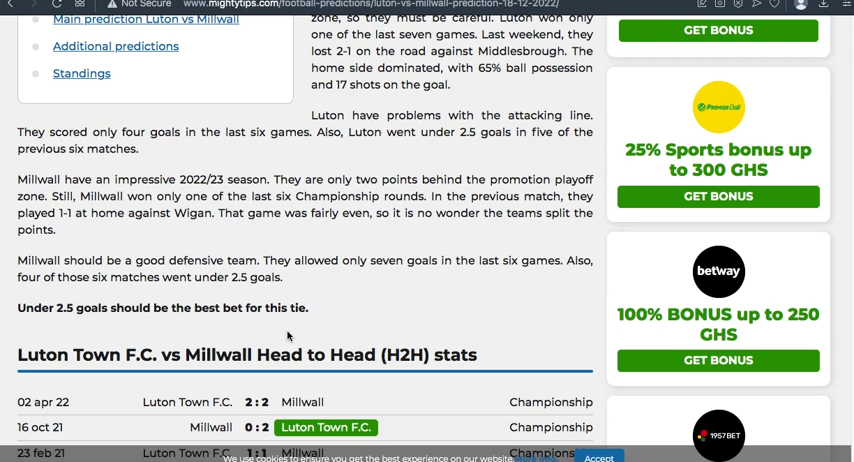 Not Secure www.mightytips.com/football-predictions/luton-vs-millwall-prediction-18-12-2022/
Main prediction Luton vs Millwall
Additional predictions
Standings
zone, so they must be careful. Luton won only
one of the last seven games. Last weekend, they
lost 2-1 on the road against Middlesbrough. The
home side dominated, with 65% ball possession
and 17 shots on the goal.
Luton have problems with the attacking line.
They scored only four goals in the last six games. Also, Luton went under 2.5 goals in five of the
previous six matches.
Millwall have an impressive 2022/23 season. They are only two points behind the promotion playoff
zone. Still, Millwall won only one of the last six Championship rounds. In the previous match, they
played 1-1 at home against Wigan. That game was fairly even, so it is no wonder the teams split the
points.
Millwall should be a good defensive team. They allowed only seven goals in the last six games. Also,
four of those six matches went under 2.5 goals.
Under 2.5 goals should be the best bet for this tie.
Luton Town F.C. vs Millwall Head to Head (H2H) stats
02 apr 22 Luton Town F.C. 2:2 Millwall Championship
16 oct 21 Millwall 0:2 Luton Town F.C. Championship
23 feb 21 Luton Town F.C. 1:1 Millwall Championship
We use cookies to ensure you get the best experience on our website. More info. Accept
GET BONUS
PREMIERBET
25% Sports bonus up
to 300 GHS
GET BONUS
betway
100% BONUS up to 250
GHS
GET BONUS
1957BET